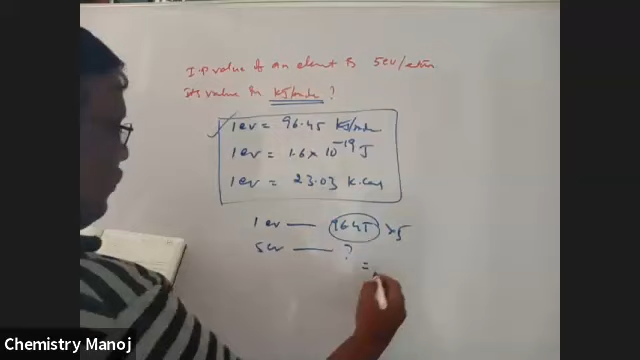 I.P value of an element is 5ev/atom.
Its value in KJ/mole ?
1ev = 96.45 KJ/mole
1ev = 1.6 x 10⁻¹⁹ J
1ev = 23.03 K.Cal
1ev — 96.45 x 5
5ev — ?
=
Chemistry Manoj